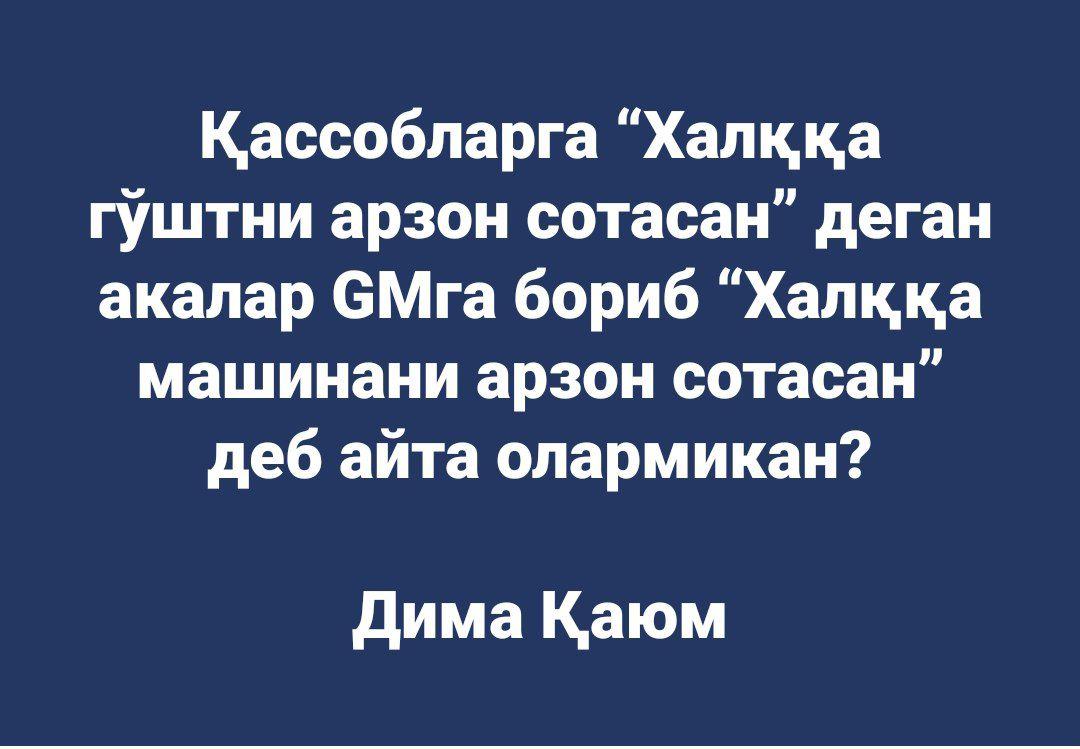 Қассобларга “Халққа
гўштни арзон сотасан” деган
акалар GMга бориб “Халққа
машинани арзон сотасан”
деб айта олармикан?
Дима Қаюм